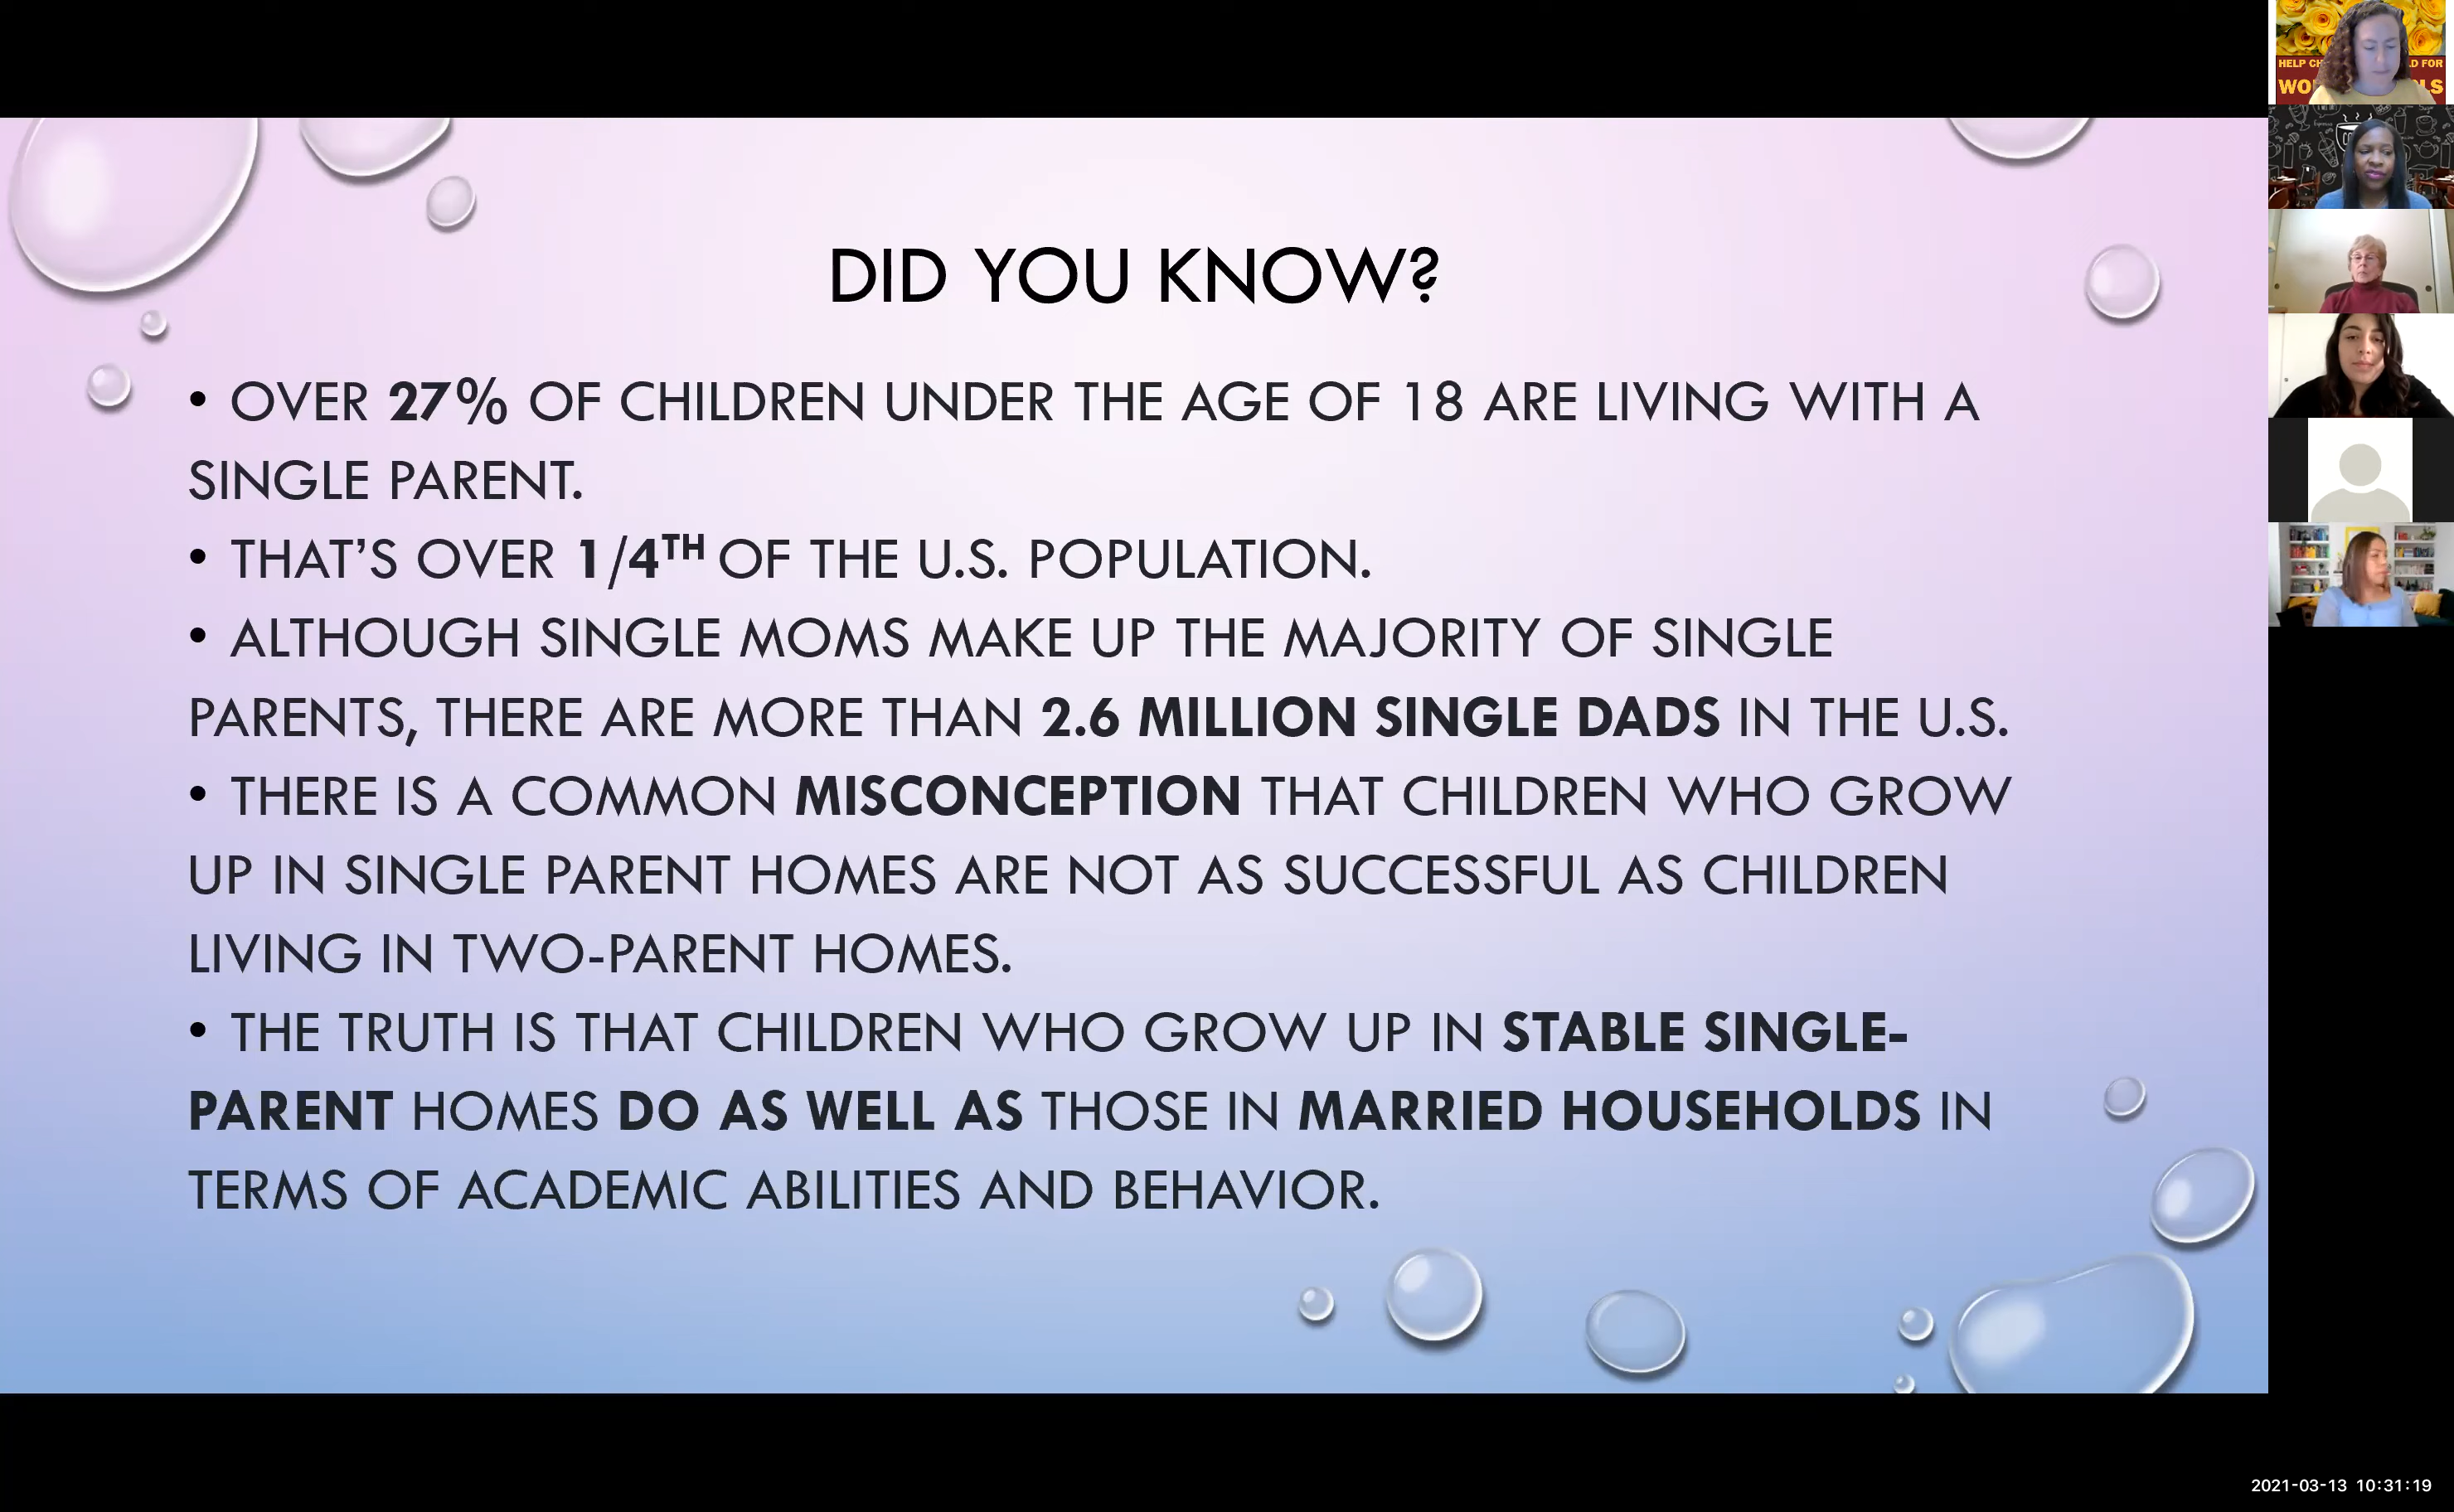 DID YOU KNOW?
• OVER 27% OF CHILDREN UNDER THE AGE OF 18 ARE LIVING WITH A
SINGLE PARENT.
• THAT’S OVER 1/4TH OF THE U.S. POPULATION.
• ALTHOUGH SINGLE MOMS MAKE UP THE MAJORITY OF SINGLE
PARENTS, THERE ARE MORE THAN 2.6 MILLION SINGLE DADS IN THE U.S.
• THERE IS A COMMON MISCONCEPTION THAT CHILDREN WHO GROW
UP IN SINGLE PARENT HOMES ARE NOT AS SUCCESSFUL AS CHILDREN
LIVING IN TWO-PARENT HOMES.
• THE TRUTH IS THAT CHILDREN WHO GROW UP IN STABLE SINGLE-
PARENT HOMES DO AS WELL AS THOSE IN MARRIED HOUSEHOLDS IN
TERMS OF ACADEMIC ABILITIES AND BEHAVIOR.
HELP
FOR
2021-03-13 10:31:19